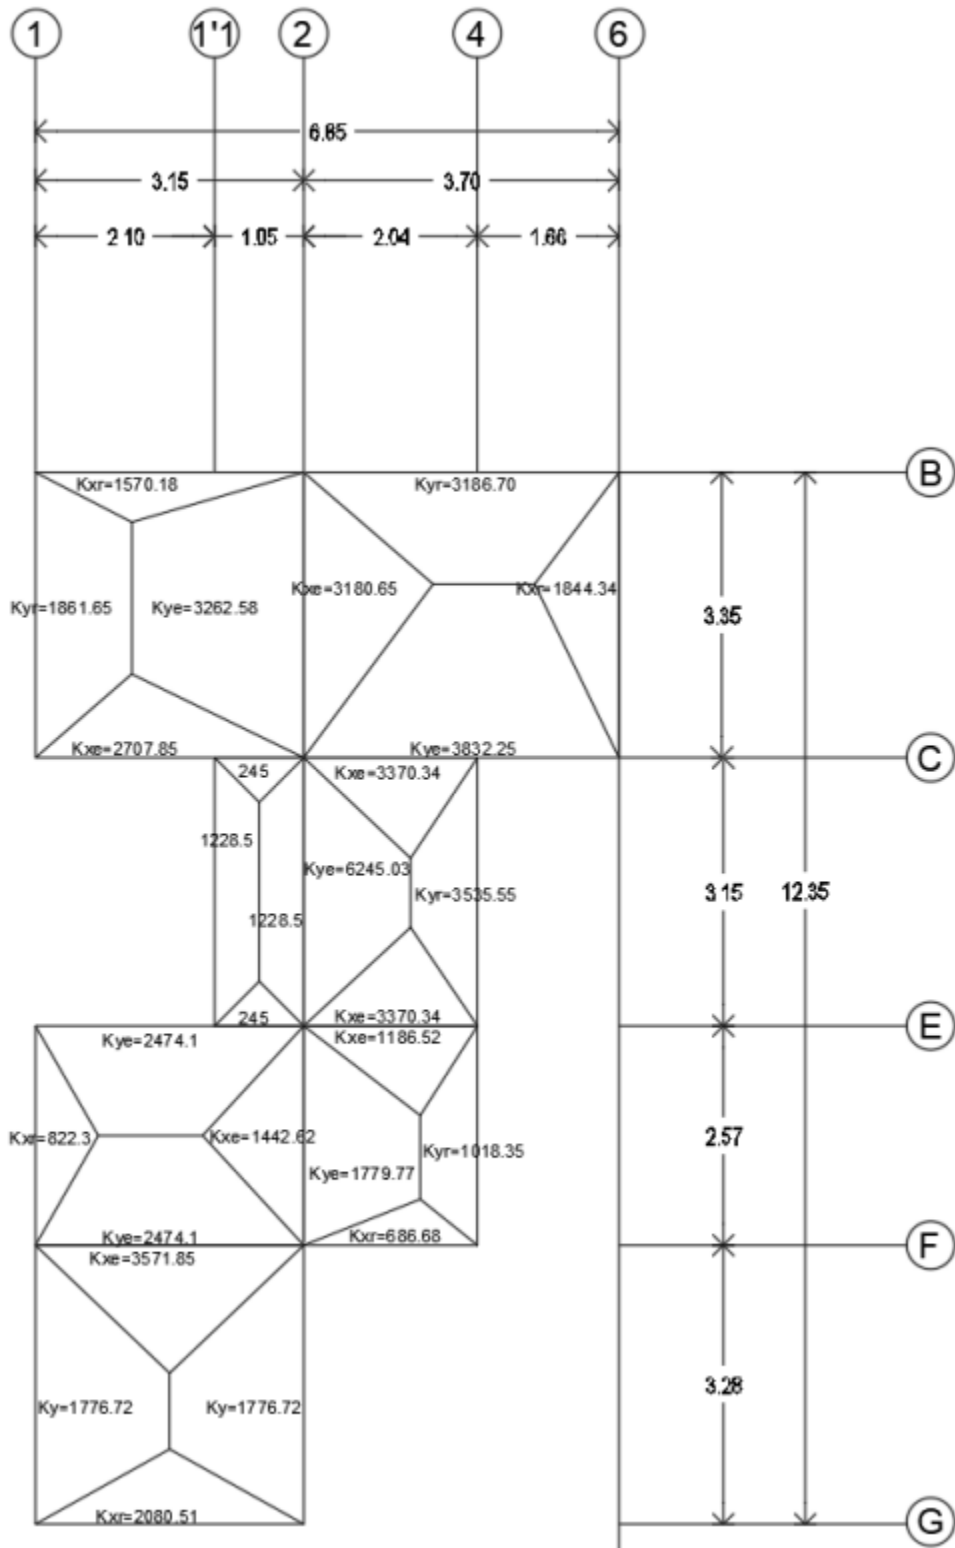 1 1'1 2 4 6
6.85
3.15 3.70
2.10 1.05 2.04 1.66
B
Kxr=1570.18 Kyr=3186.70
Kyr=1861.65 Kye=3262.58 Kxe=3180.65 Kxr=1844.34
3.35
Kxe=2707.85 Kye=3832.25
C
245 Kxe=3370.34
1228.5
Kye=6245.03
Kyr=3535.55
3.15 12.35
1228.5
245 Kxe=3370.34
E
Kye=2474.1 Kxe=1186.52
Kxr=822.3 Kxe=1442.62
2.57
Kyr=1018.35
Kye=1779.77
Kye=2474.1 Kxr=686.68
F
Kxe=3571.85
3.28
Ky=1776.72 Ky=1776.72
Kxr=2080.51
G